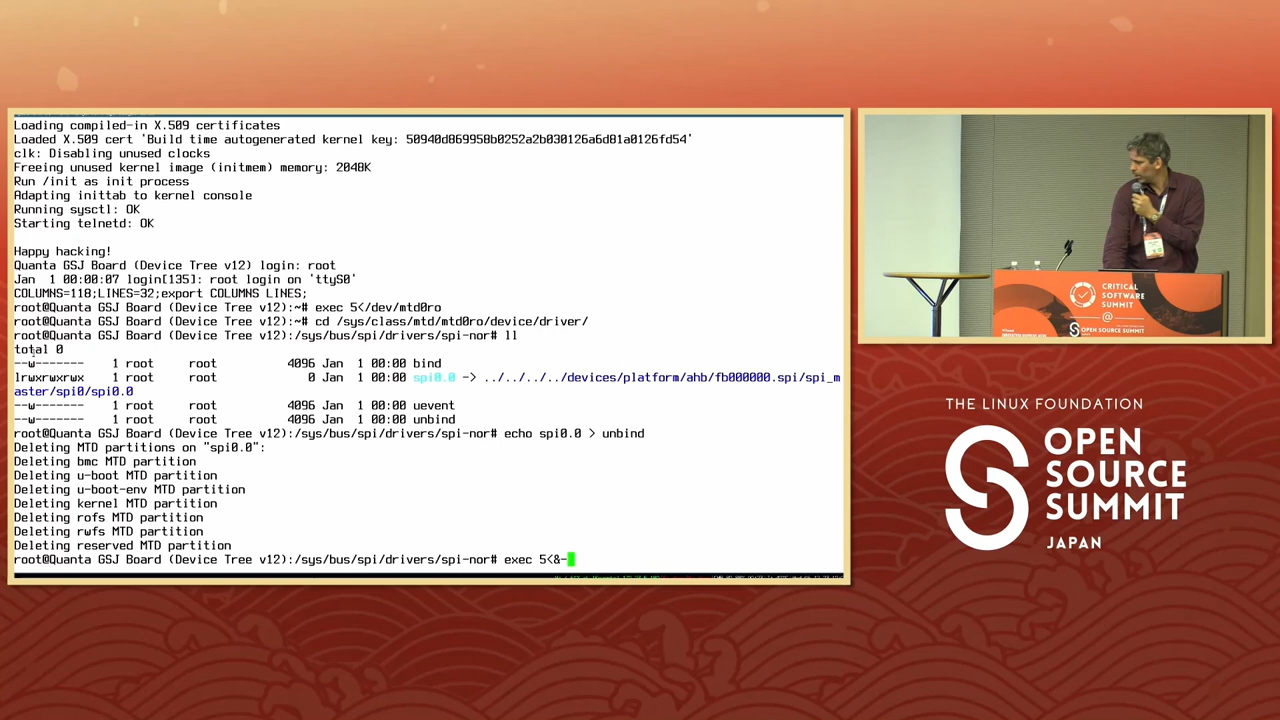 Loading compiled-in X.509 certificates
Loaded X.509 cert 'Build time autogenerated kernel key: 50940d869958b0252a2b030126a6d81a0126fd54'
clk: Disabling unused clocks
Freeing unused kernel image (initmem) memory: 2048K
Run /init as init process
Adapting inittab to kernel console
Running sysctl: OK
Starting telnetd: OK
Happy hacking!
Quanta GSJ Board (Device Tree v12) login: root
Jan  1 00:00:07 login[135]: root login on 'ttyS0'
COLUMNS=118;LINES=32;export COLUMNS LINES;
root@Quanta GSJ Board (Device Tree v12):~# exec 5</dev/mtd0ro
root@Quanta GSJ Board (Device Tree v12):~# cd /sys/class/mtd/mtd0ro/device/driver/
root@Quanta GSJ Board (Device Tree v12):/sys/bus/spi/drivers/spi-nor# ll
total 0
--w-------    1 root     root          4096 Jan  1 00:00 bind
lrwxrwxrwx    1 root     root             0 Jan  1 00:00 spi0.0 -> ../../../../devices/platform/ahb/fb000000.spi/spi_m
aster/spi0/spi0.0
--w-------    1 root     root          4096 Jan  1 00:00 uevent
--w-------    1 root     root          4096 Jan  1 00:00 unbind
root@Quanta GSJ Board (Device Tree v12):/sys/bus/spi/drivers/spi-nor# echo spi0.0 > unbind
Deleting MTD partitions on "spi0.0":
Deleting bmc MTD partition
Deleting u-boot MTD partition
Deleting u-boot-env MTD partition
Deleting kernel MTD partition
Deleting rofs MTD partition
Deleting rwfs MTD partition
Deleting reserved MTD partition
root@Quanta GSJ Board (Device Tree v12):/sys/bus/spi/drivers/spi-nor# exec 5<&-
CRITICAL
SOFTWARE
SUMMIT
@
OPEN SOURCE SUMMIT
THE LINUX FOUNDATION
OPEN
SOURCE
SUMMIT
JAPAN